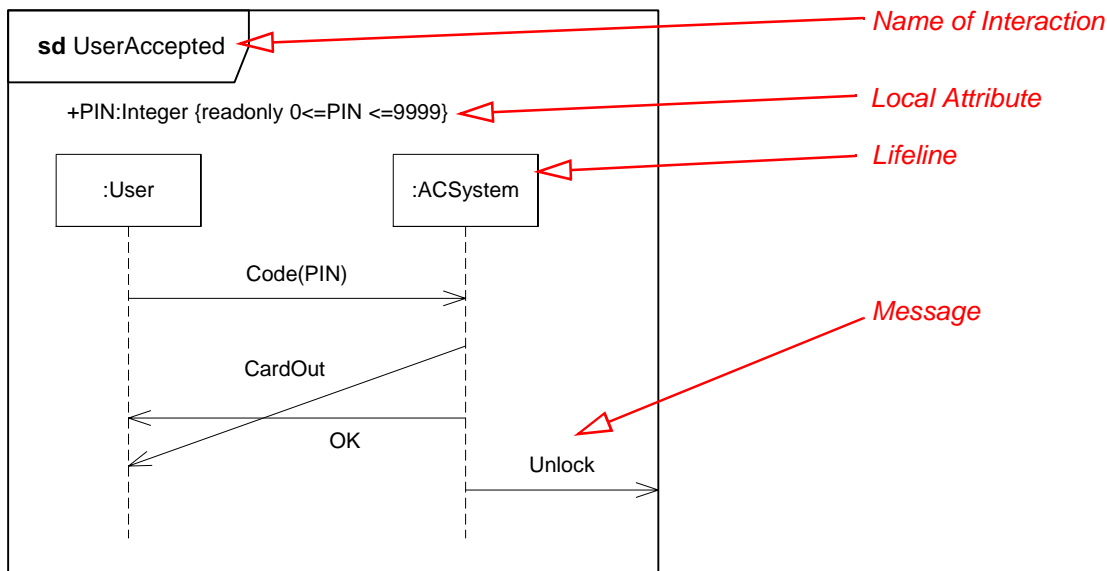 Name of Interaction
sd UserAccepted
+PIN:Integer {readonly 0<=PIN <=9999}
Local Attribute
Lifeline
:User
:ACSystem
Code(PIN)
Message
CardOut
OK
Unlock